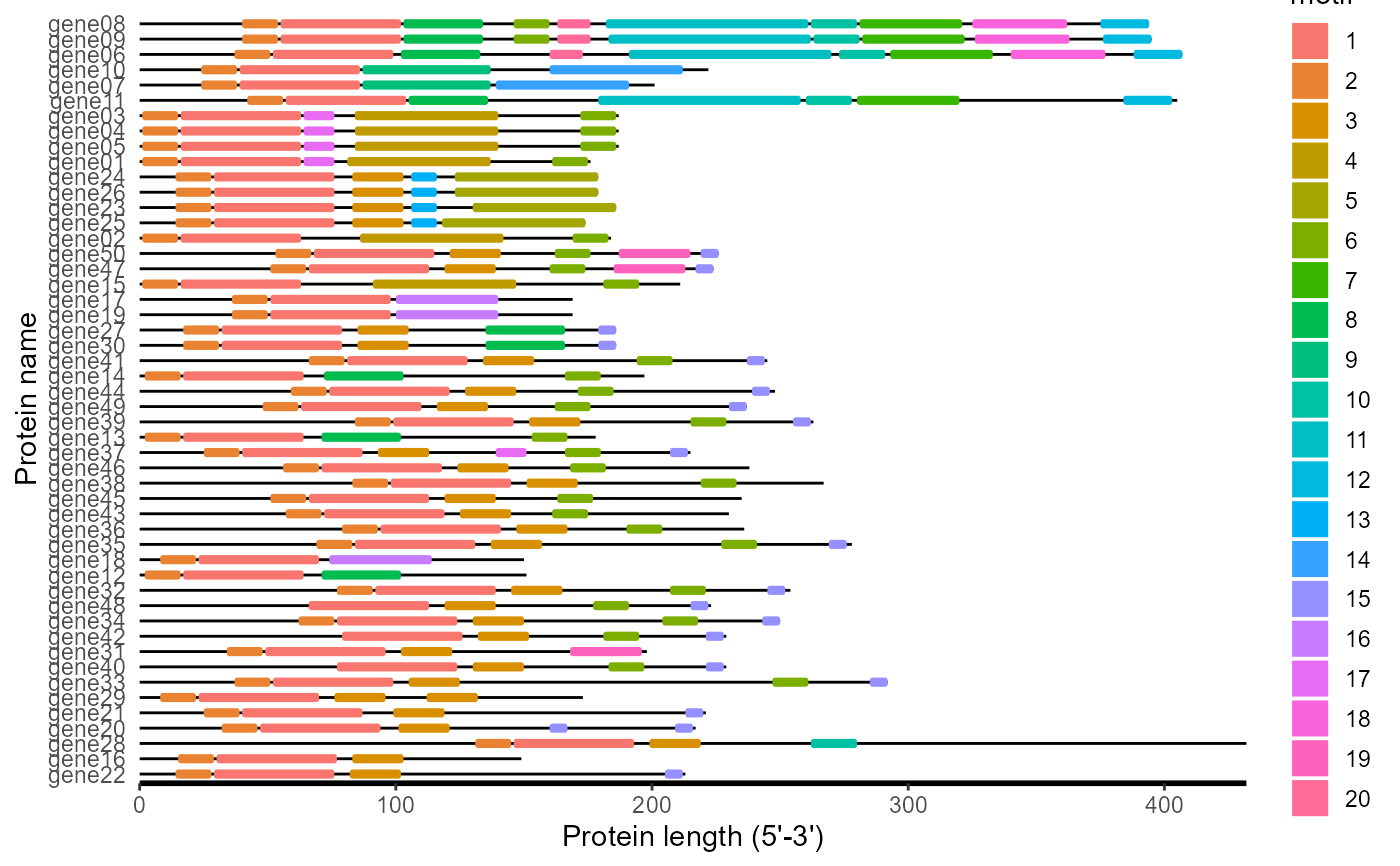 motif
gene08
gene09
gene06
gene10
gene07
gene11
gene03
gene04
gene05
gene01
gene24
gene26
gene23
gene25
gene02
gene50
gene47
gene15
gene17
gene19
gene27
gene30
gene41
gene14
gene44
gene49
gene39
gene13
gene37
gene46
gene38
gene45
gene43
gene36
gene35
gene18
gene12
gene32
gene48
gene34
gene42
gene31
gene40
gene33
gene29
gene21
gene20
gene28
gene16
gene22
Protein name
0 100 200 300 400
Protein length (5'-3')
1
2
3
4
5
6
7
8
9
10
11
12
13
14
15
16
17
18
19
20